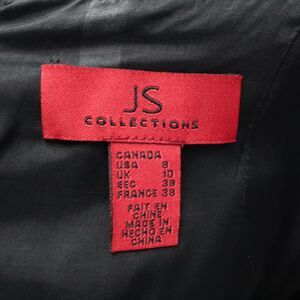 JS
COLLECTIONS
CANADA
USA 8
UK 10
EEC 38
FRANCE 38
FAIT EN
CHINE
MADE IN
HECHO EN
CHINA